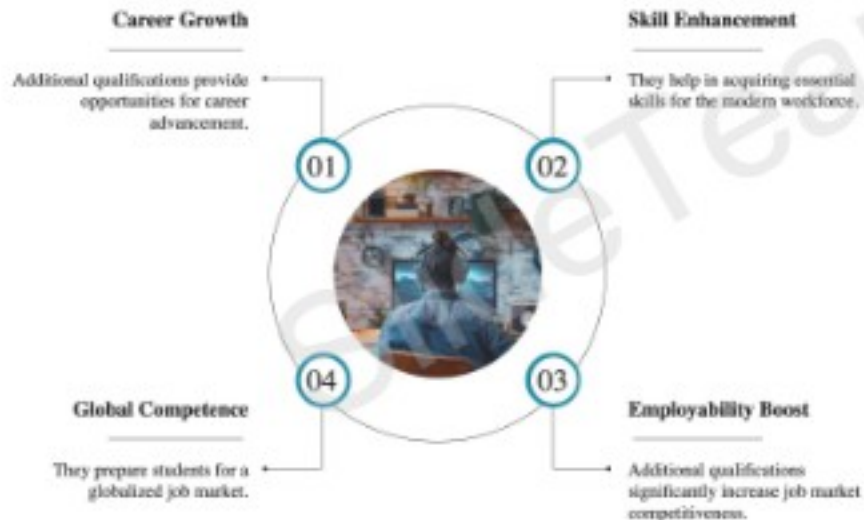 Career Growth
Additional qualifications provide
opportunities for career
advancement.
01
Skill Enhancement
They help in acquiring essential
skills for the modern workforce.
02
Employability Boost
Additional qualifications
significantly increase job market
competitiveness.
03
Global Competence
They prepare students for a
globalized job market.
04